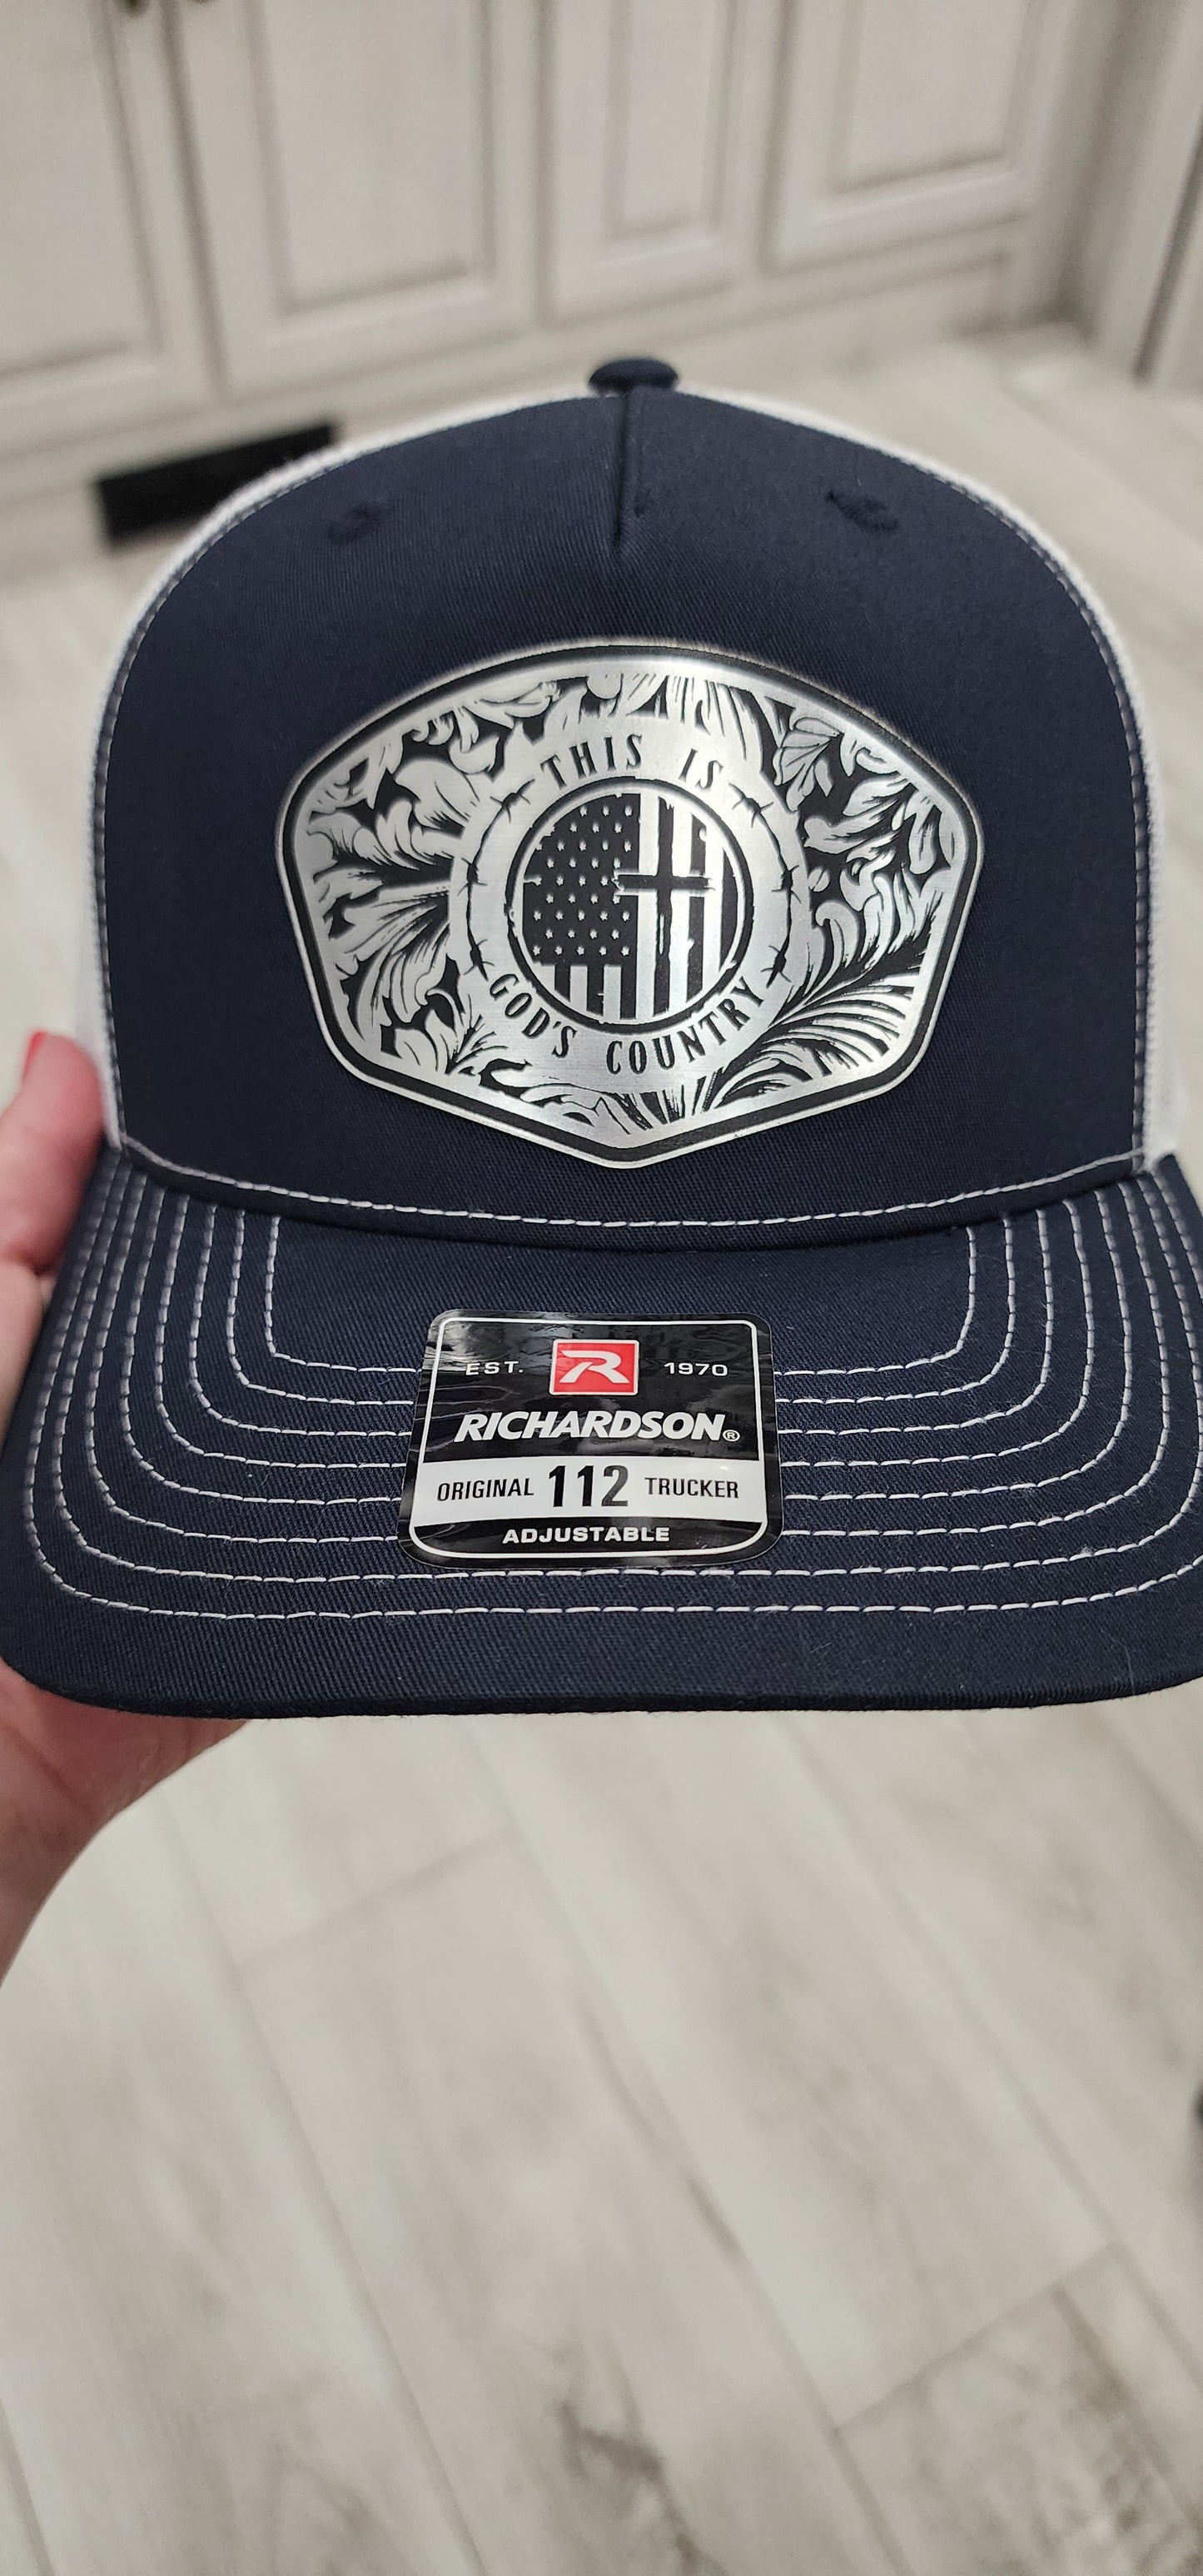 THIS IS
GOD'S COUNTRY
EST. R 1970
RICHARDSON®
ORIGINAL 112 TRUCKER
ADJUSTABLE